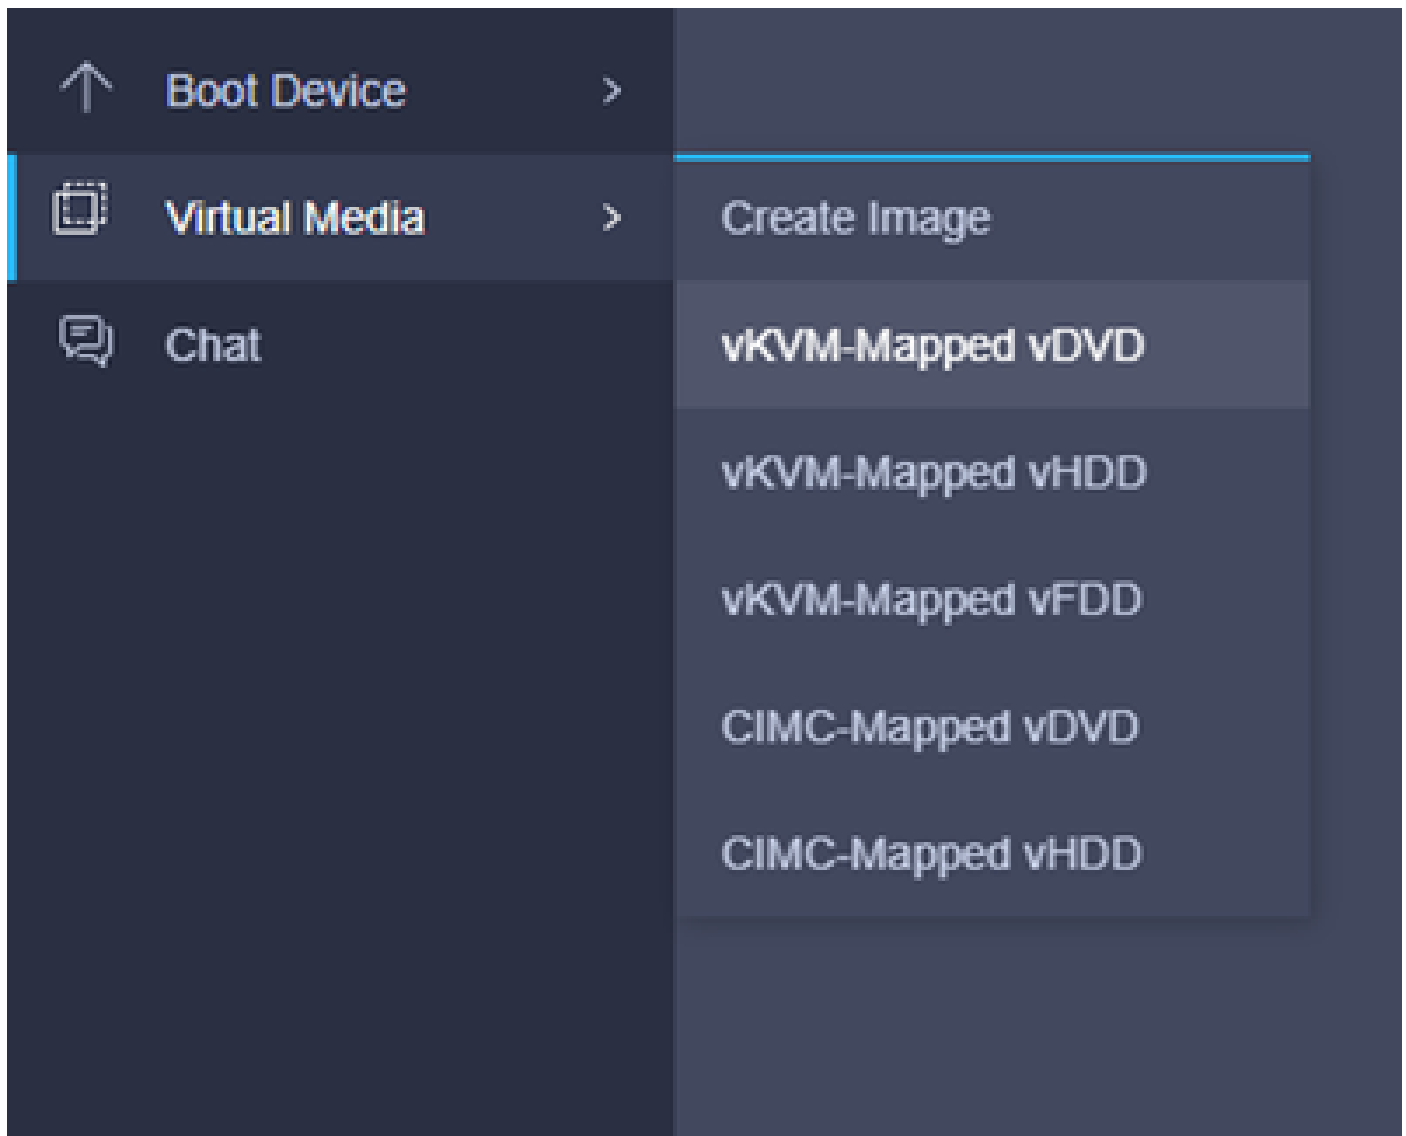 Boot Device
Virtual Media
Chat
Create Image
vKVM-Mapped vDVD
vKVM-Mapped vHDD
vKVM-Mapped vFDD
CIMC-Mapped vDVD
CIMC-Mapped vHDD